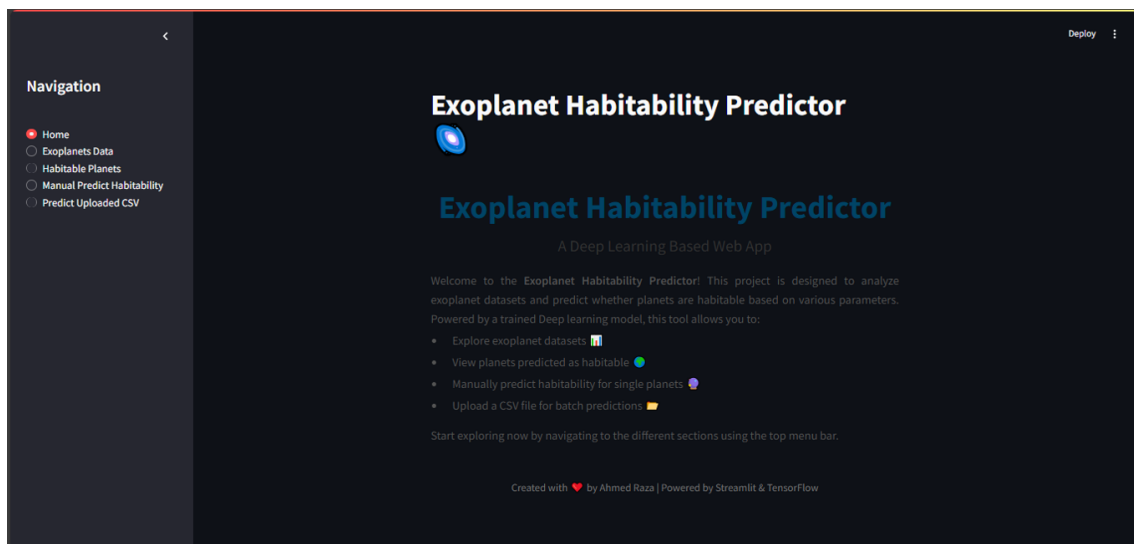 Deploy
Navigation
Home
Exoplanets Data
Habitable Planets
Manual Predict Habitability
Predict Uploaded CSV
Exoplanet Habitability Predictor
Exoplanet Habitability Predictor
A Deep Learning Based Web App
Welcome to the Exoplanet Habitability Predictor! This project is designed to analyze
exoplanet datasets and predict whether planets are habitable based on various parameters.
Powered by a trained Deep learning model, this tool allows you to:
• Explore exoplanet datasets 📊
• View planets predicted as habitable 🌍
• Manually predict habitability for single planets 🔮
• Upload a CSV file for batch predictions 📂
Start exploring now by navigating to the different sections using the top menu bar.
Created with ❤️ by Ahmed Raza | Powered by Streamlit & TensorFlow